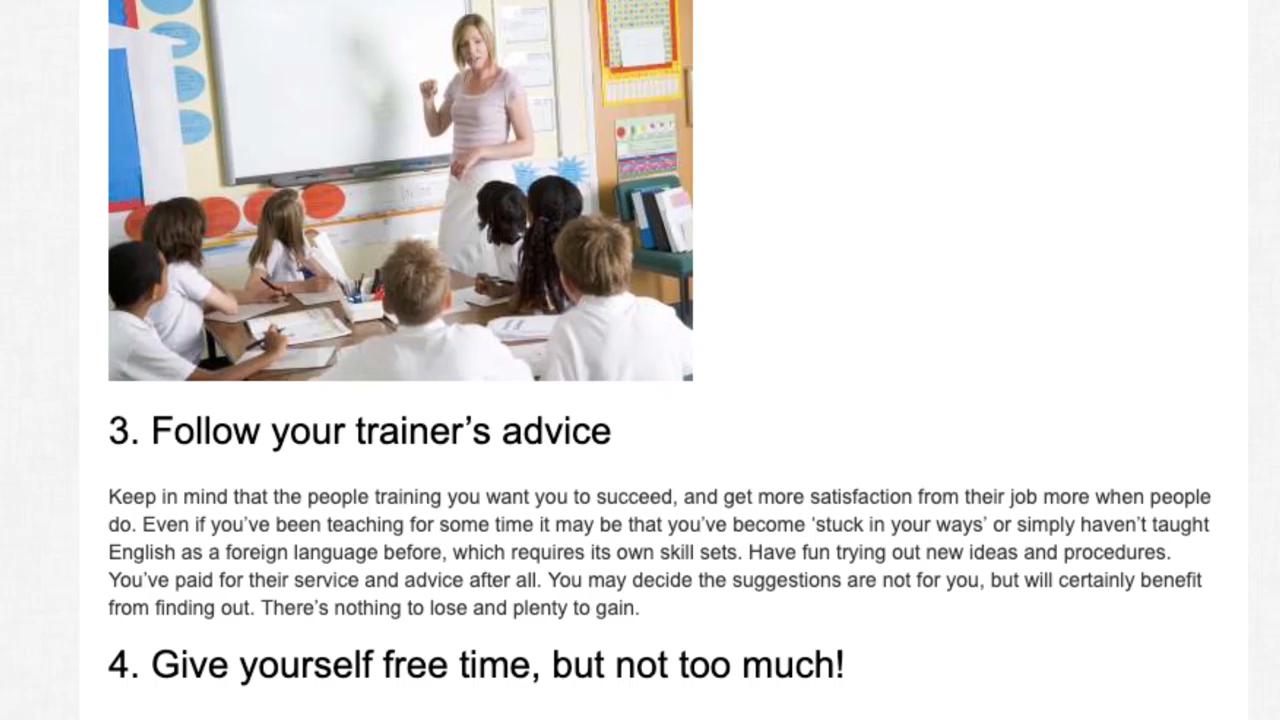 3. Follow your trainer’s advice
Keep in mind that the people training you want you to succeed, and get more satisfaction from their job more when people
do. Even if you’ve been teaching for some time it may be that you’ve become ‘stuck in your ways’ or simply haven’t taught
English as a foreign language before, which requires its own skill sets. Have fun trying out new ideas and procedures.
You’ve paid for their service and advice after all. You may decide the suggestions are not for you, but will certainly benefit
from finding out. There’s nothing to lose and plenty to gain.
4. Give yourself free time, but not too much!